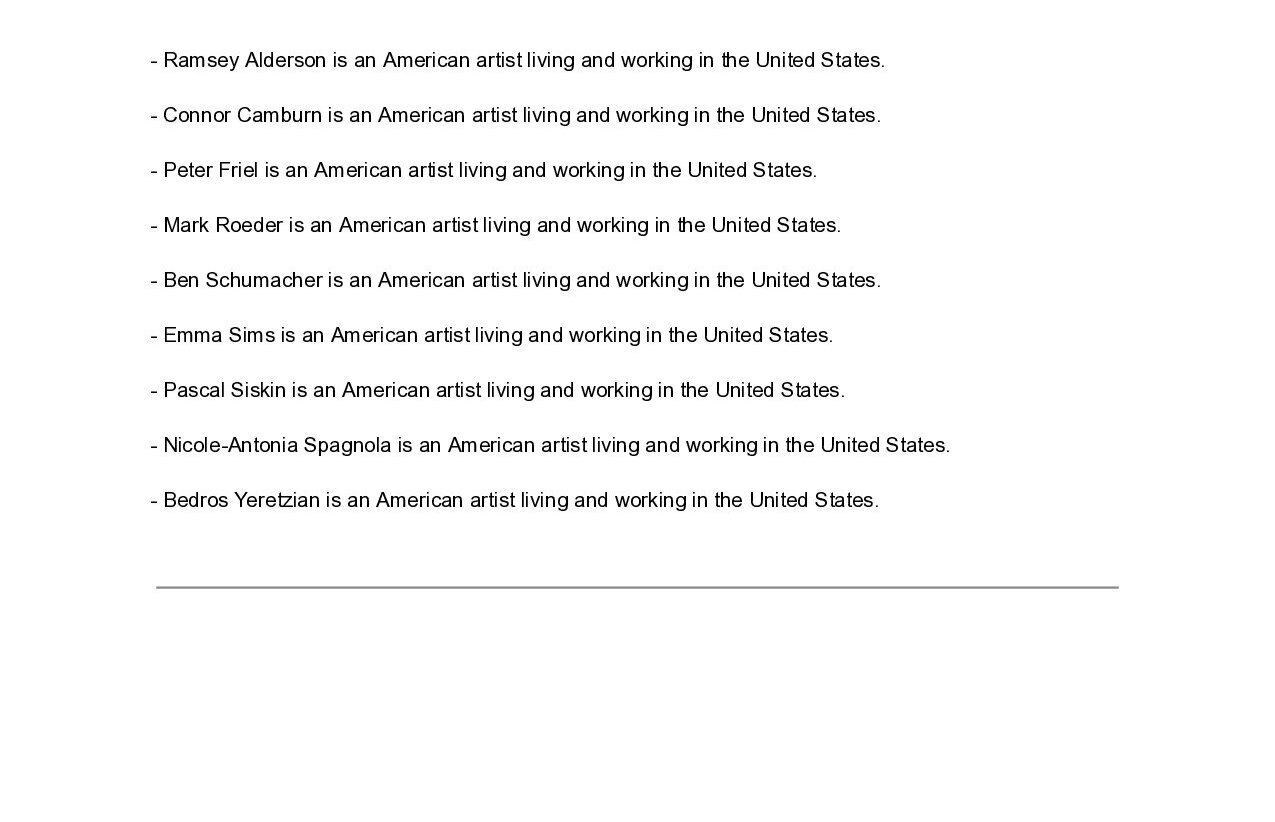 - Ramsey Alderson is an American artist living and working in the United States.
- Connor Camburn is an American artist living and working in the United States.
- Peter Friel is an American artist living and working in the United States.
- Mark Roeder is an American artist living and working in the United States.
- Ben Schumacher is an American artist living and working in the United States.
- Emma Sims is an American artist living and working in the United States.
- Pascal Siskin is an American artist living and working in the United States.
- Nicole-Antonia Spagnola is an American artist living and working in the United States.
- Bedros Yeretzian is an American artist living and working in the United States.